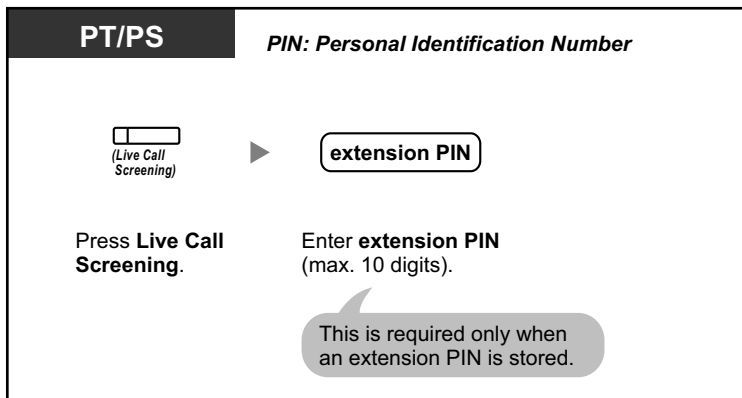 PT/PS
PIN: Personal Identification Number
(Live Call
Screening)
extension PIN
Press Live Call
Screening.
Enter extension PIN
(max. 10 digits).
This is required only when
an extension PIN is stored.